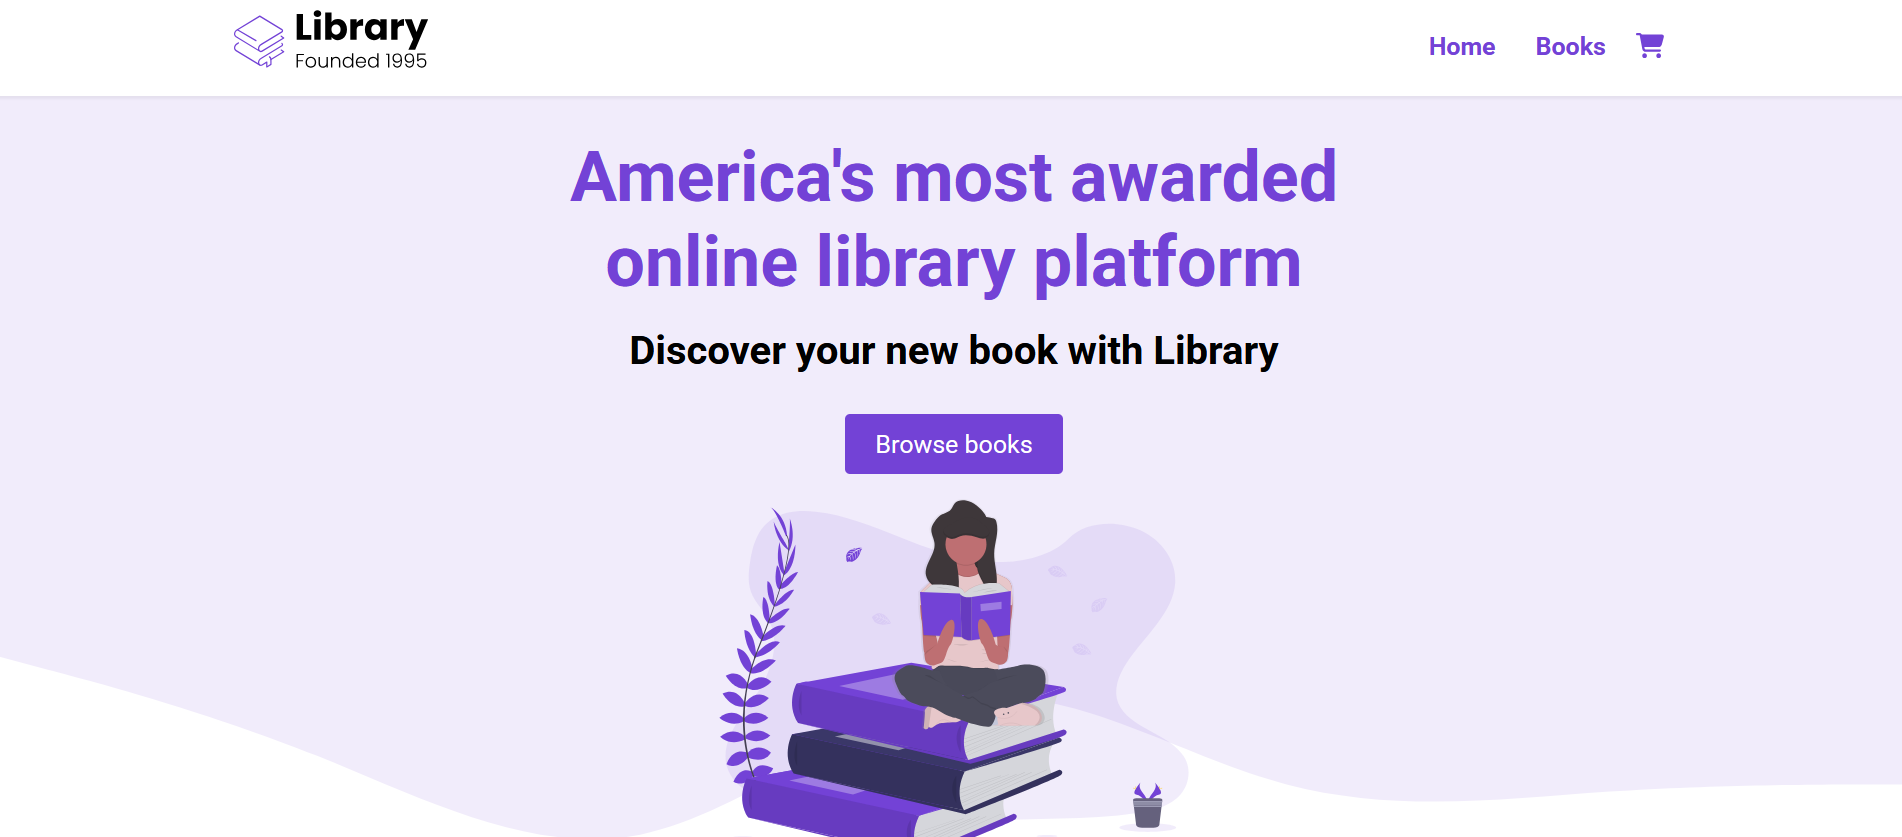 Library
Founded 1995
Home
Books
America's most awarded
online library platform
Discover your new book with Library
Browse books